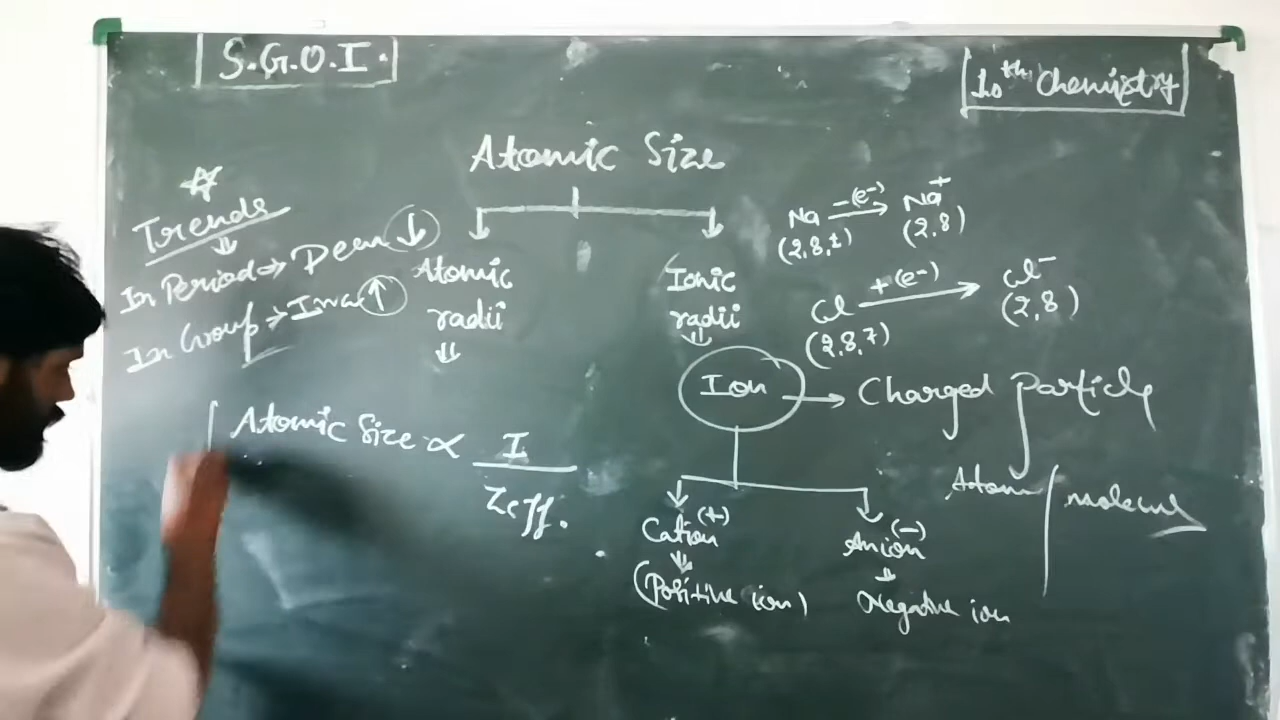 S.G.O.I.
10th Chemistry
Atomic Size
Trends
In Period → Decre ↓
In Group → Incre ↑
Atomic
radii
Ionic
radii
Na -(e-) Na+
(2,8,1) (2,8)
Cl +(e-) Cl-
(2,8,7) (2,8)
Ion → Charged Particle
Atom / molecule
Atomic Size ∝ 1
Zeff.
Cation (+)
(Positive ion)
Anion (-)
Negative ion